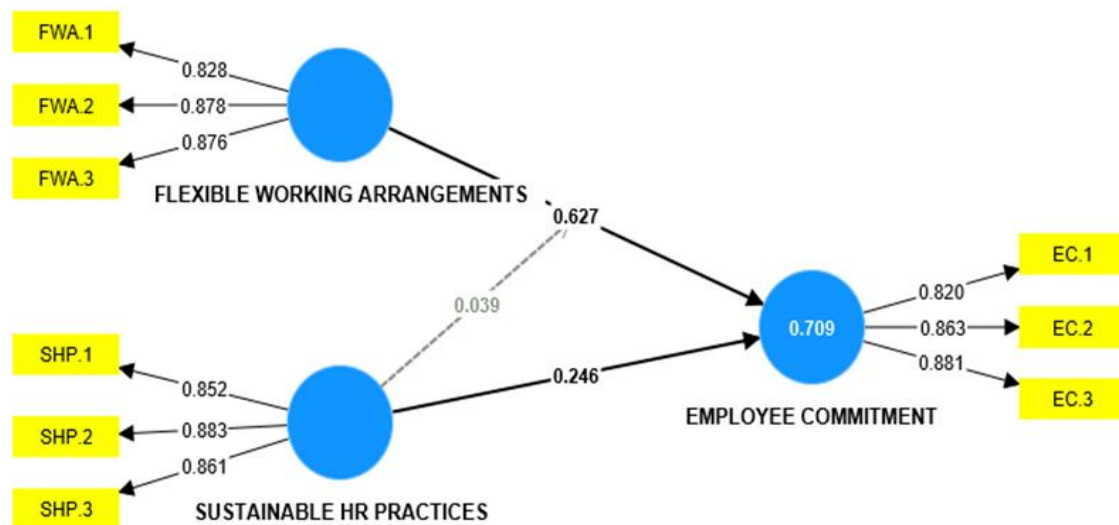 FWA.1
0.828
FWA.2
0.878
0.876
FWA.3
FLEXIBLE WORKING ARRANGEMENTS
0.627
0.039
EC.1
0.820
0.709
0.863
EC.2
0.881
EC.3
EMPLOYEE COMMITMENT
0.246
SHP.1
0.852
SHP.2
0.883
0.861
SHP.3
SUSTAINABLE HR PRACTICES